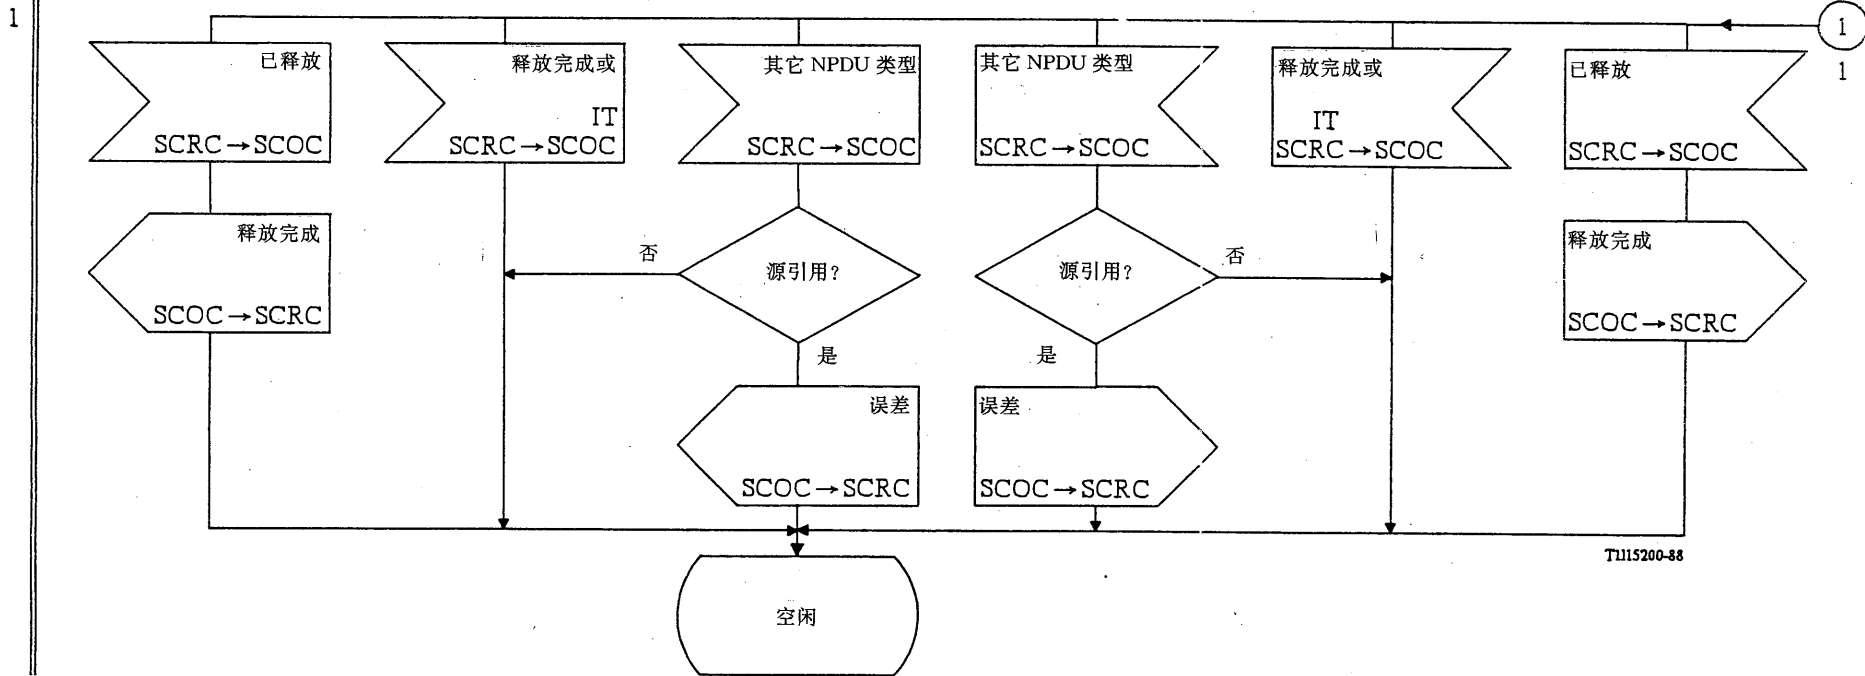 1
1
1
已释放
SCRC→SCOC
释放完成或
IT
SCRC→SCOC
其它 NPDU 类型
SCRC→SCOC
其它 NPDU 类型
SCRC→SCOC
释放完成或
IT
SCRC→SCOC
已释放
SCRC→SCOC
释放完成
SCOC→SCRC
否
源引用？
源引用？
否
释放完成
SCOC→SCRC
是
是
误差
SCOC→SCRC
误差
SCOC→SCRC
T1115200-88
空闲